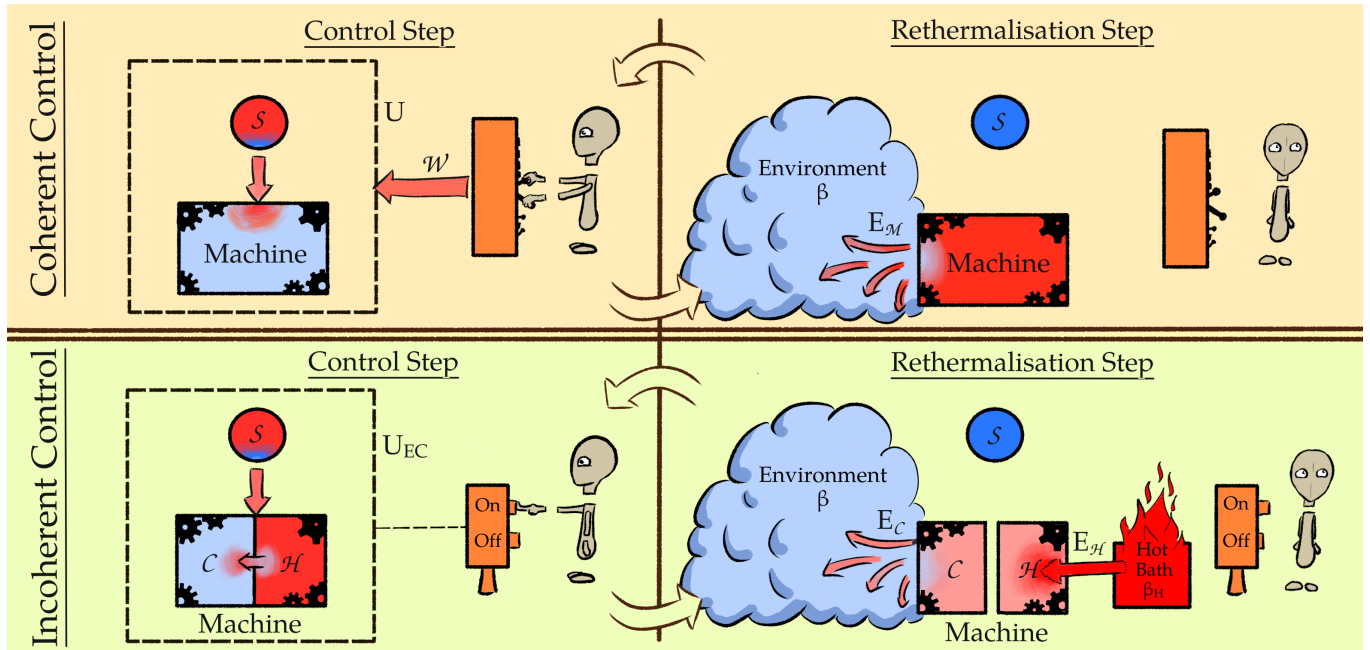 Coherent Control
Control Step
S
U
W
Machine
Rethermalisation Step
Environment
β
S
E_M
Machine
Incoherent Control
Control Step
S
U_EC
On
Off
C
H
Machine
Rethermalisation Step
Environment
β
S
E_C
C
H
E_H
Hot
Bath
β_H
On
Off
Machine